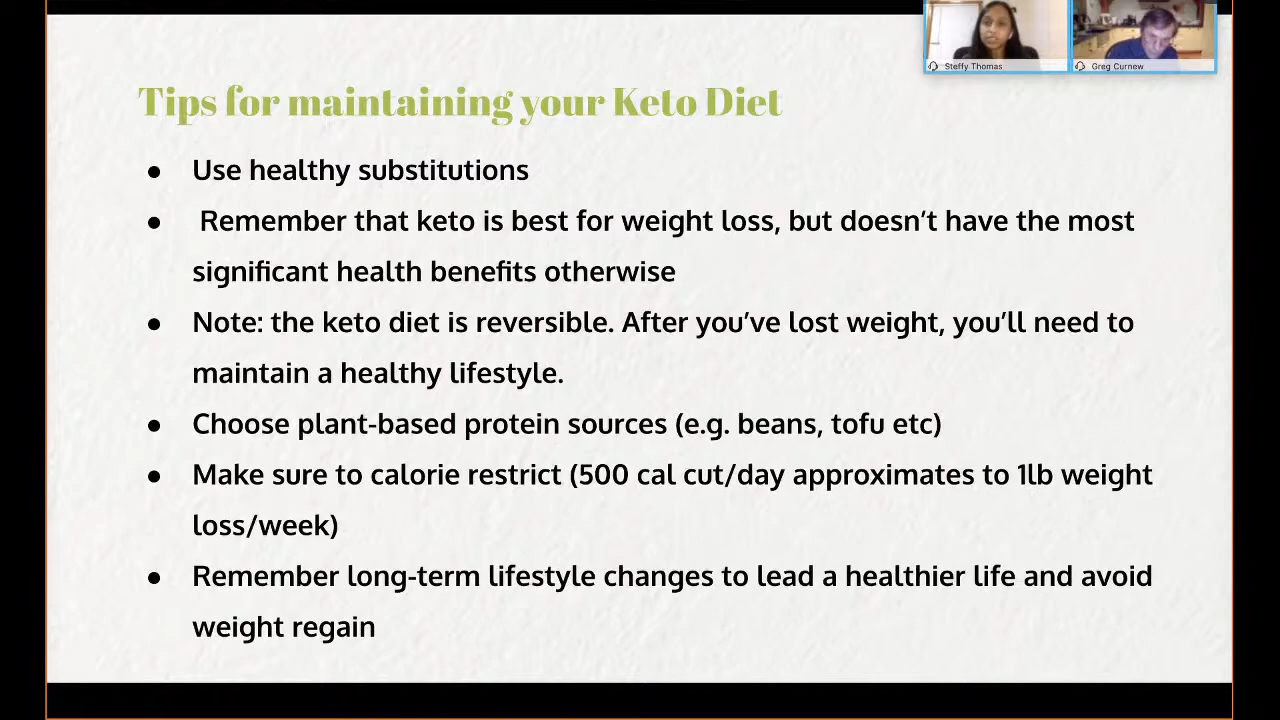 Steffy Thomas
Greg Curnew
Tips for maintaining your Keto Diet
● Use healthy substitutions
● Remember that keto is best for weight loss, but doesn’t have the most
significant health benefits otherwise
● Note: the keto diet is reversible. After you’ve lost weight, you’ll need to
maintain a healthy lifestyle.
● Choose plant-based protein sources (e.g. beans, tofu etc)
● Make sure to calorie restrict (500 cal cut/day approximates to 1lb weight
loss/week)
● Remember long-term lifestyle changes to lead a healthier life and avoid
weight regain